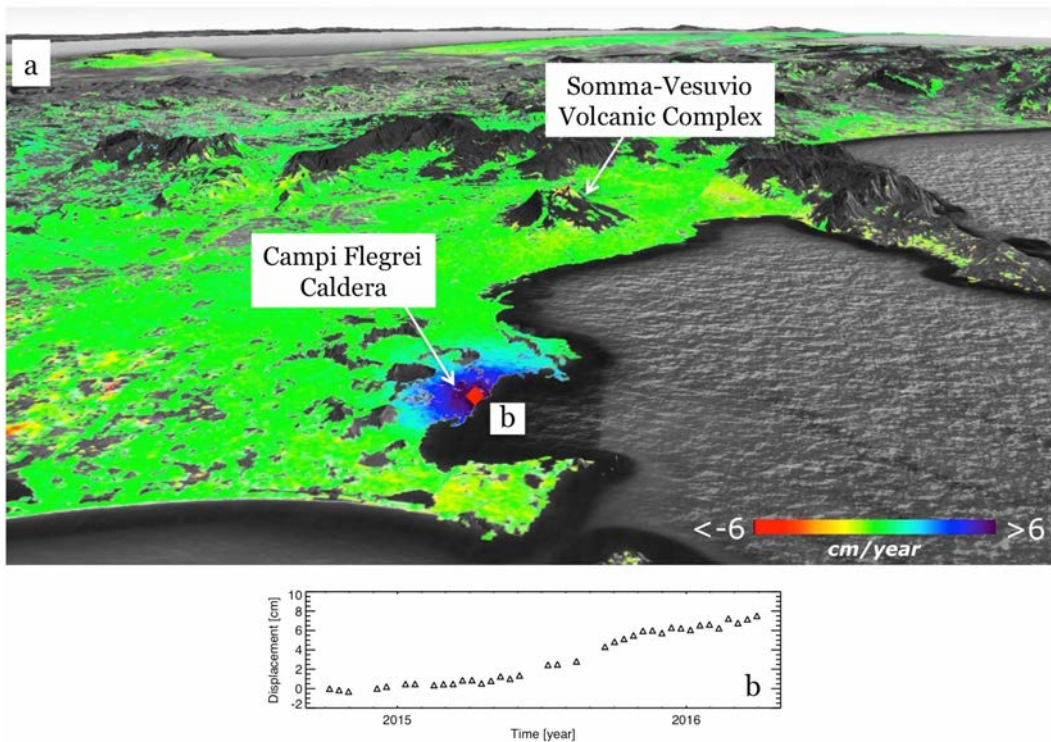 a
Somma-Vesuvio
Volcanic Complex
Campi Flegrei
Caldera
b
<-6 >6
cm/year
10
8
6
4
2
0
-2
Displacement [cm]
b
2015 2016
Time [year]